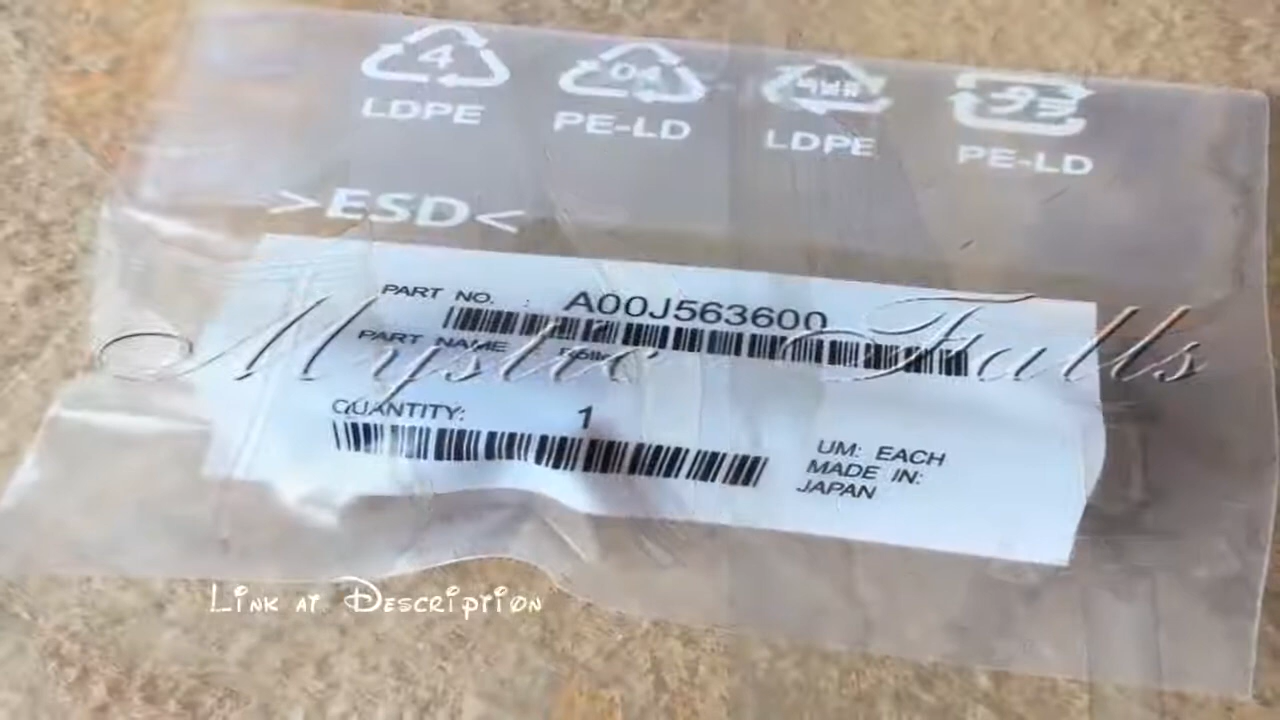 4
LDPE
04
PE-LD
LDPE
PE-LD
>ESD<
PART NO. : A00J563600
PART NAME :
Mystic Falls
QUANTITY: 1
UM: EACH
MADE IN:
JAPAN
Link at Description